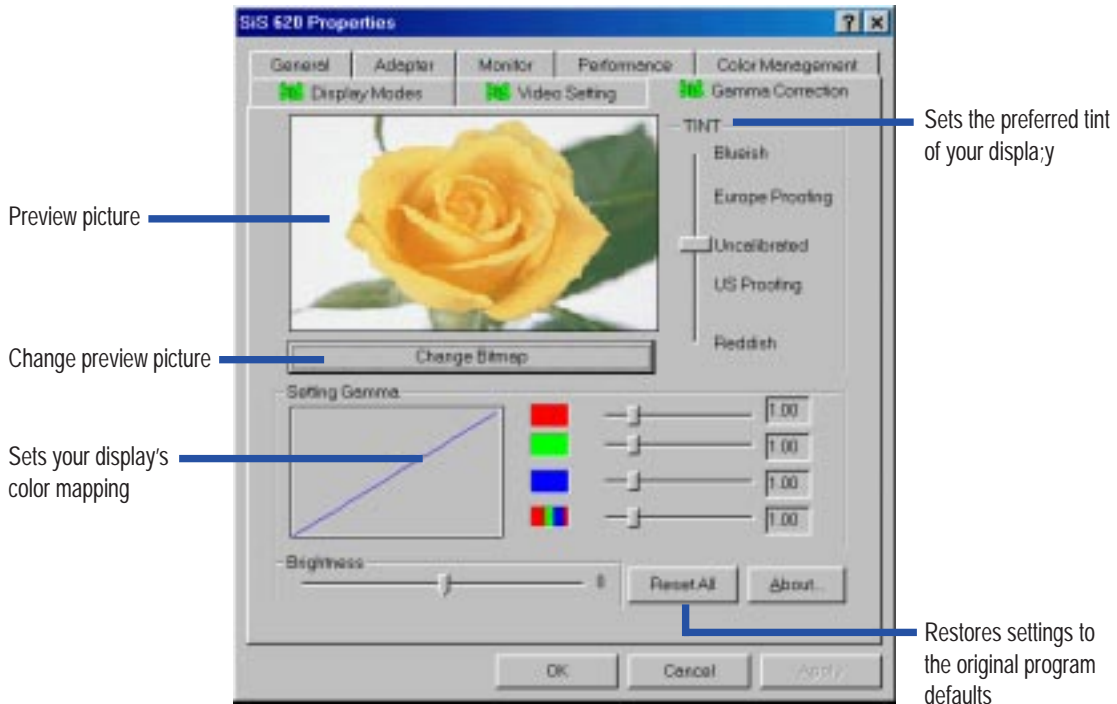 SiS 620 Properties
General Adapter Monitor Performance Color Management
Display Modes Video Setting Gamma Correction
TINT
Blueish
Europe Proofing
Uncalibrated
US Proofing
Reddish
Sets the preferred tint
of your displa;y
Preview picture
Change preview picture
Change Bitmap
Setting Gamma
1.00
1.00
1.00
1.00
Sets your display's
color mapping
Brightness
0
Reset All About...
Restores settings to
the original program
defaults
OK Cancel Apply